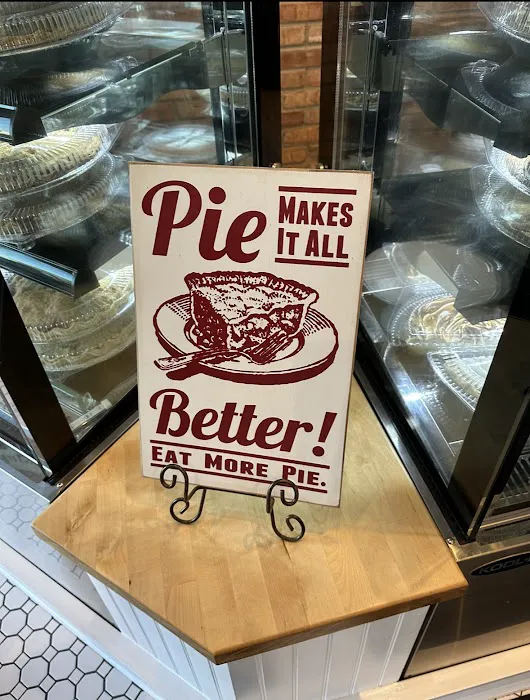 Pie
MAKES
IT ALL
Better!
EAT MORE PIE.